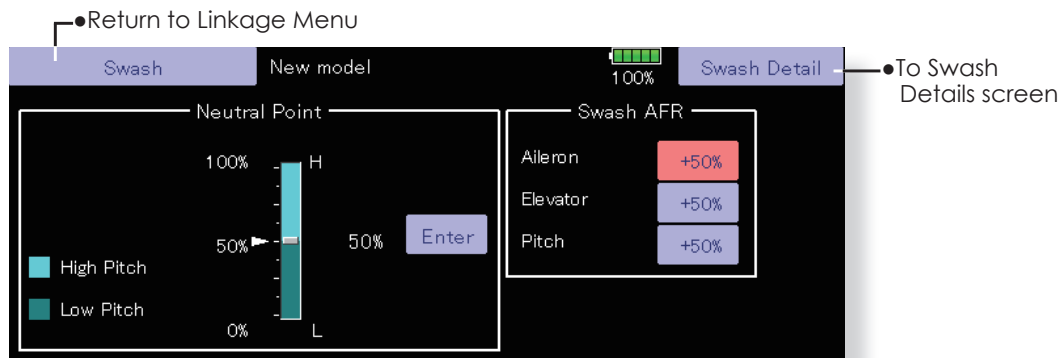 ●Return to Linkage Menu
Swash
New model
100%
Swash Detail
●To Swash
Details screen
Neutral Point
100%
H
50%
50%
Enter
High Pitch
Low Pitch
0%
L
Swash AFR
Aileron
+50%
Elevator
+50%
Pitch
+50%